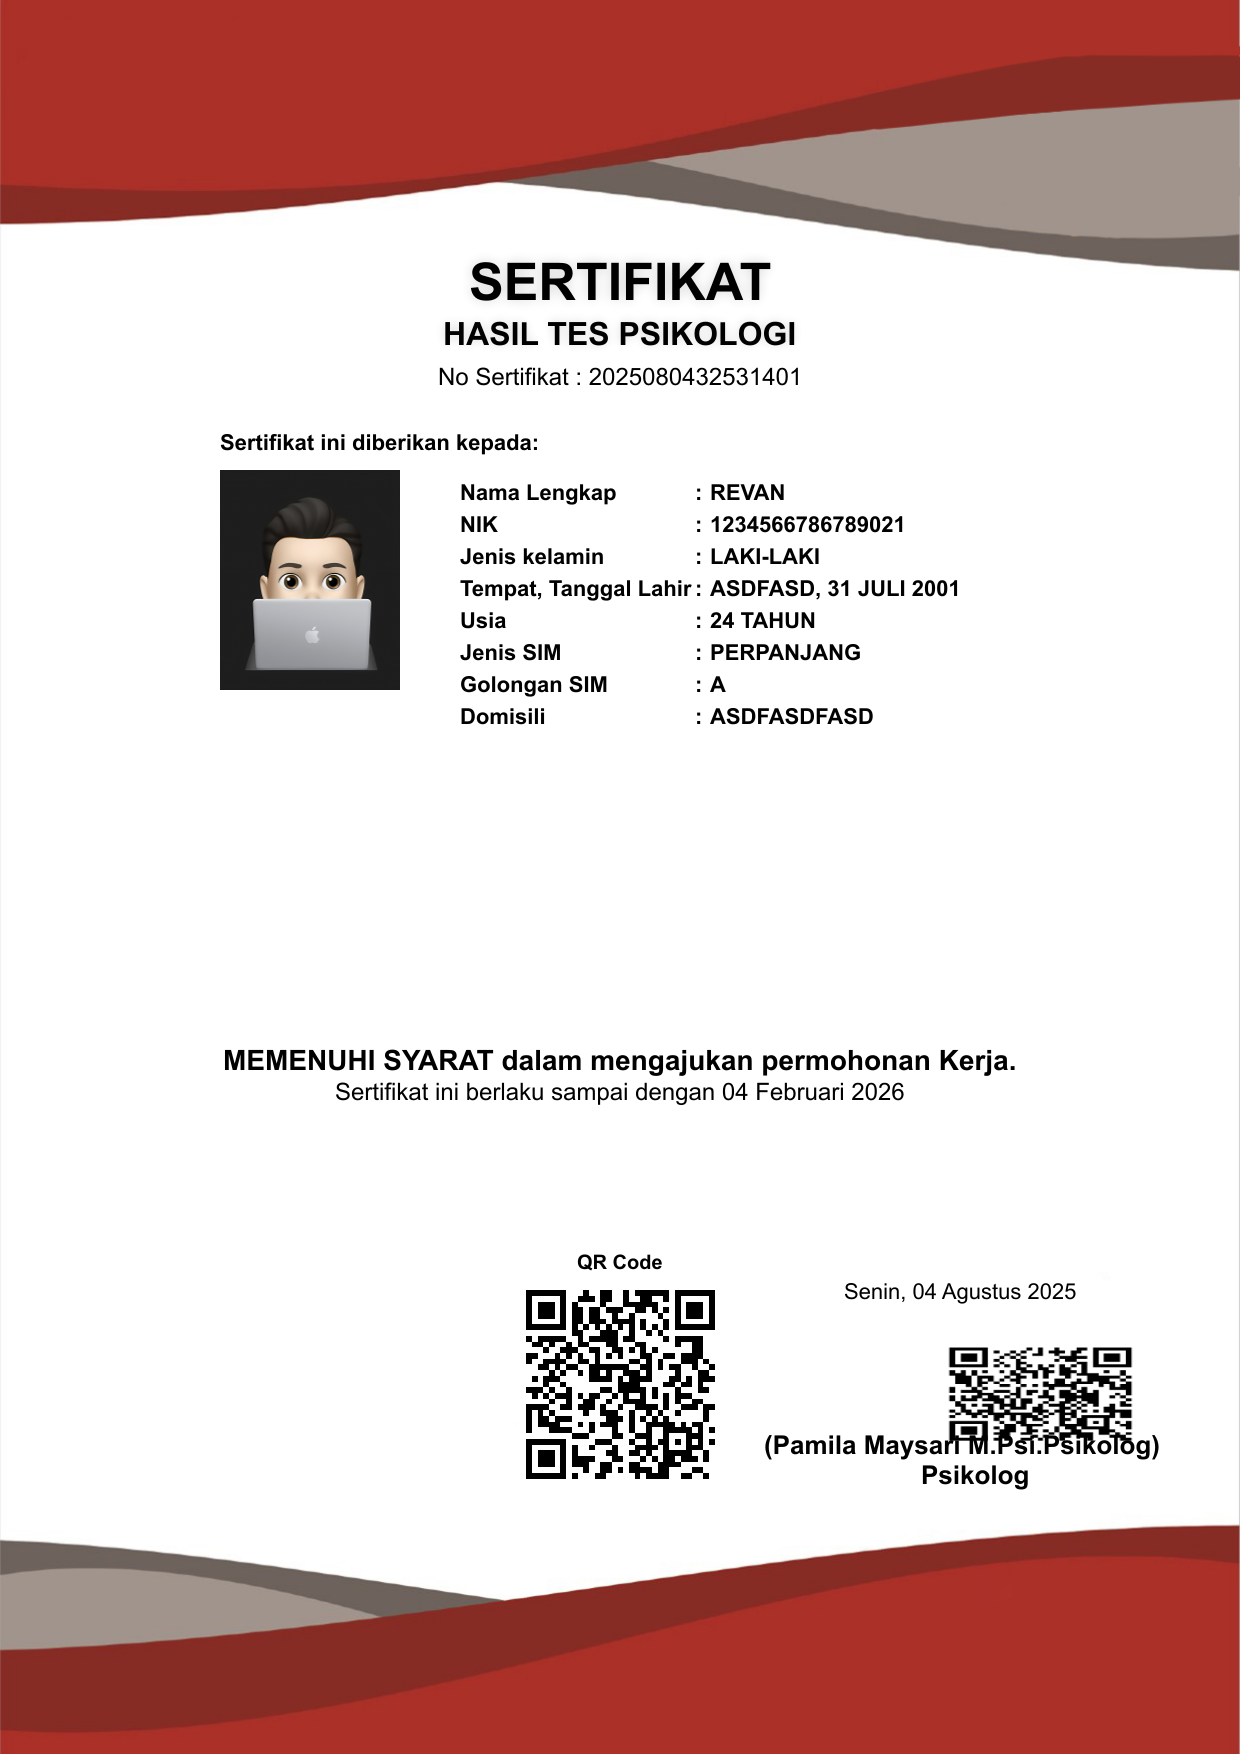 SERTIFIKAT
HASIL TES PSIKOLOGI
No Sertifikat : 2025080432531401
Sertifikat ini diberikan kepada:
Nama Lengkap : REVAN
NIK : 1234566786789021
Jenis kelamin : LAKI-LAKI
Tempat, Tanggal Lahir : ASDFASD, 31 JULI 2001
Usia : 24 TAHUN
Jenis SIM : PERPANJANG
Golongan SIM : A
Domisili : ASDFASDFASD
MEMENUHI SYARAT dalam mengajukan permohonan Kerja.
Sertifikat ini berlaku sampai dengan 04 Februari 2026
QR Code
Senin, 04 Agustus 2025
(Pamila Maysari M.Psi.Psikolog)
Psikolog